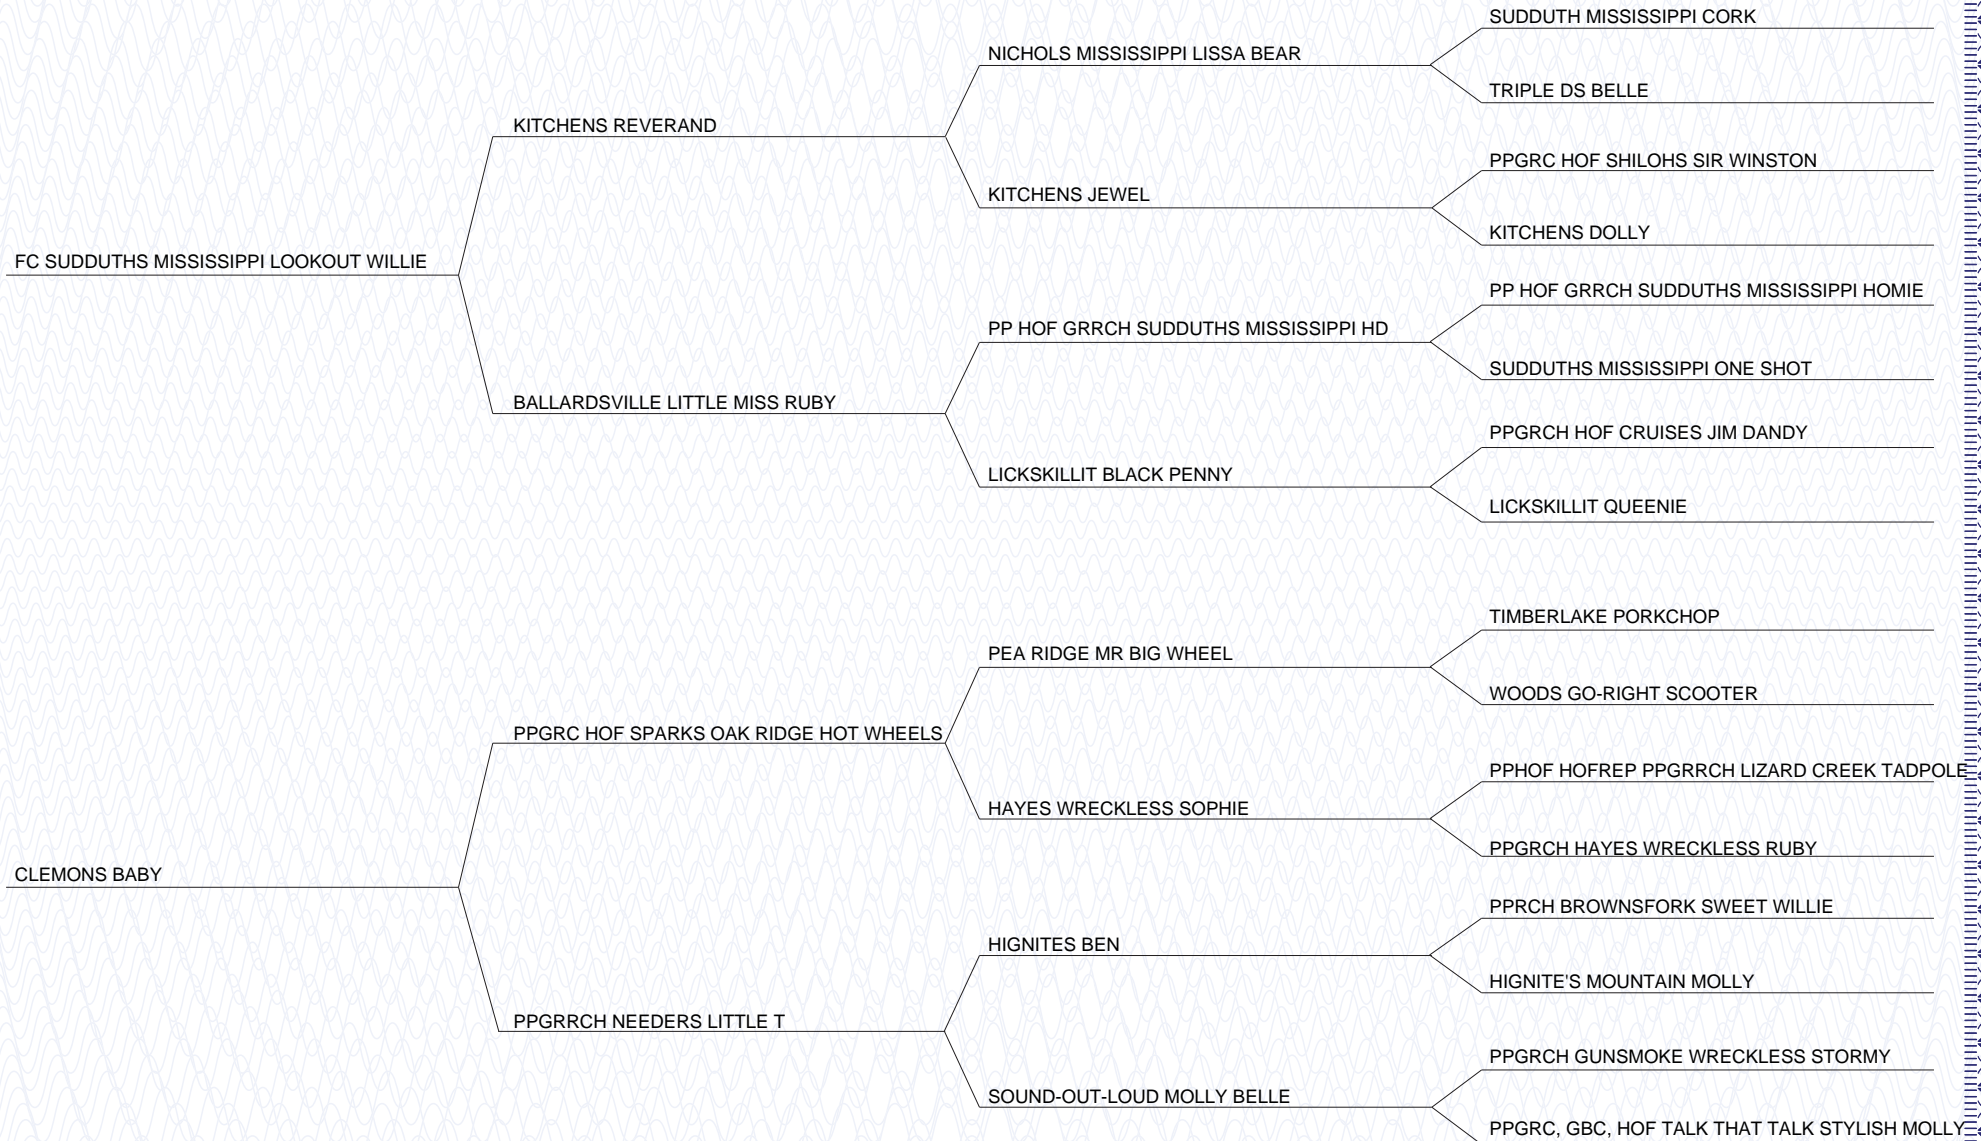 SUDDUTH MISSISSIPPI CORK
NICHOLS MISSISSIPPI LISSA BEAR
TRIPLE DS BELLE
KITCHENS REVERAND
PPGRC HOF SHILOHS SIR WINSTON
KITCHENS JEWEL
KITCHENS DOLLY
FC SUDDUTHS MISSISSIPPI LOOKOUT WILLIE
PP HOF GRRCH SUDDUTHS MISSISSIPPI HOMIE
PP HOF GRRCH SUDDUTHS MISSISSIPPI HD
SUDDUTHS MISSISSIPPI ONE SHOT
BALLARDSVILLE LITTLE MISS RUBY
PPGRCH HOF CRUISES JIM DANDY
LICKSKILLIT BLACK PENNY
LICKSKILLIT QUEENIE
TIMBERLAKE PORKCHOP
PEA RIDGE MR BIG WHEEL
WOODS GO-RIGHT SCOOTER
PPGRC HOF SPARKS OAK RIDGE HOT WHEELS
PPHOF HOFREP PPGRRCH LIZARD CREEK TADPOLE
HAYES WRECKLESS SOPHIE
PPGRCH HAYES WRECKLESS RUBY
CLEMONS BABY
PPRCH BROWNSFORK SWEET WILLIE
HIGNITES BEN
HIGNITE'S MOUNTAIN MOLLY
PPGRRCH NEEDERS LITTLE T
PPGRCH GUNSMOKE WRECKLESS STORMY
SOUND-OUT-LOUD MOLLY BELLE
PPGRC, GBC, HOF TALK THAT TALK STYLISH MOLLY